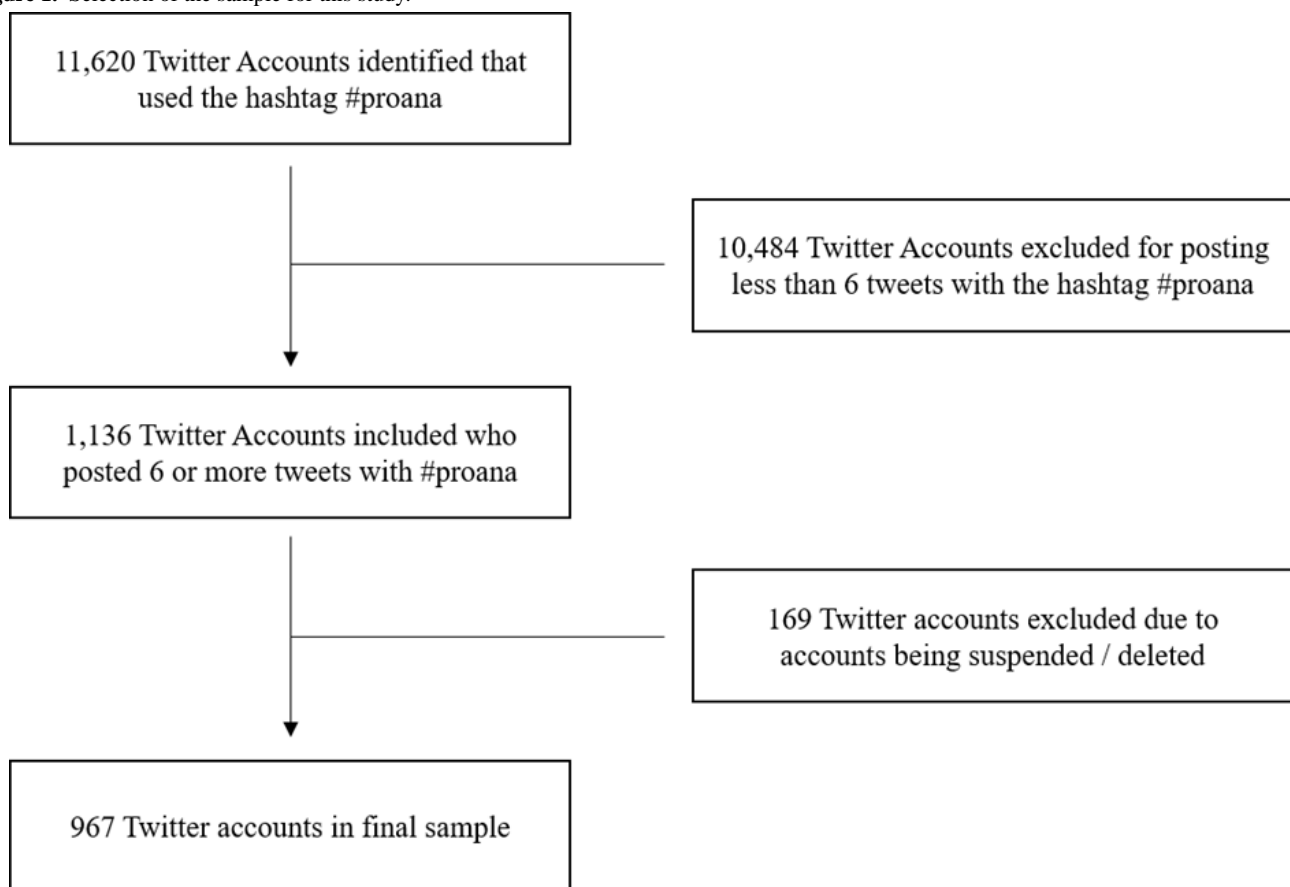 Selection of the sample for this study.
11,620 Twitter Accounts identified that
used the hashtag #proana
10,484 Twitter Accounts excluded for posting
less than 6 tweets with the hashtag #proana
1,136 Twitter Accounts included who
posted 6 or more tweets with #proana
169 Twitter accounts excluded due to
accounts being suspended / deleted
967 Twitter accounts in final sample